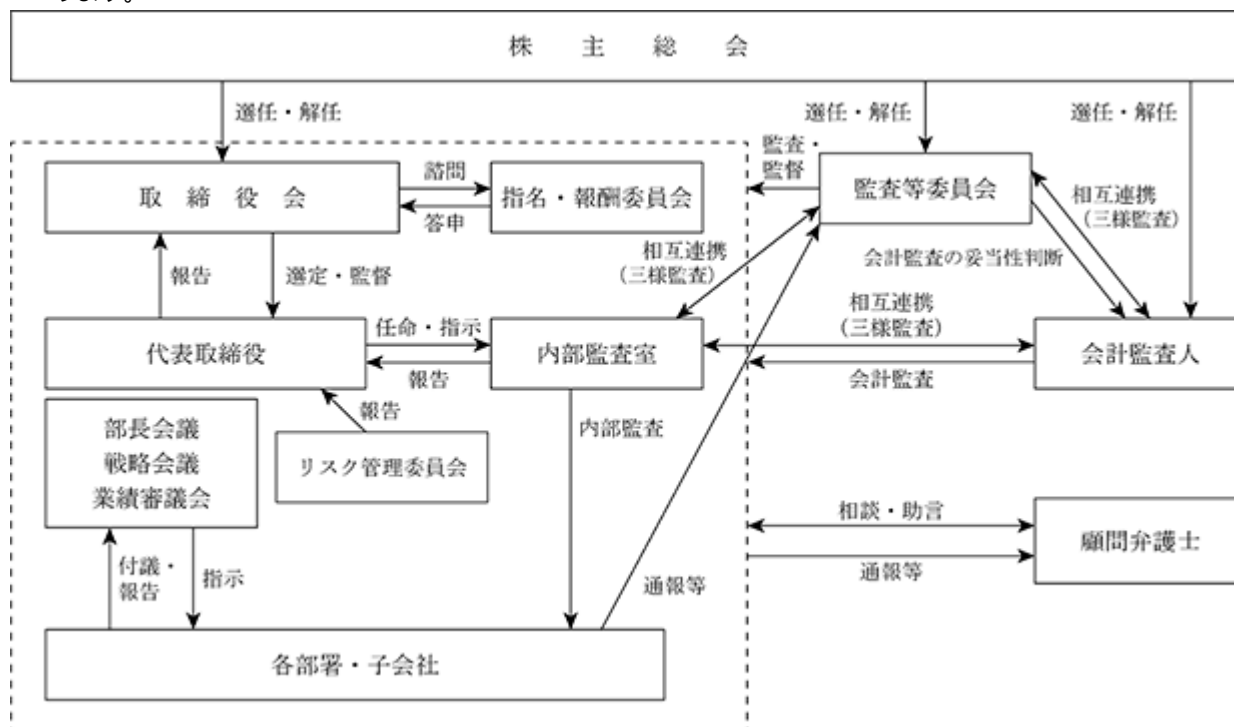 ります。
株主総会
選任・解任
選任・解任
選任・解任
監査・
監督
取締役会
諮問
答申
指名・報酬委員会
監査等委員会
相互連携
（三様監査）
相互連携
（三様監査）
会計監査の妥当性判断
報告
選定・監督
代表取締役
任命・指示
報告
内部監査室
相互連携
（三様監査）
会計監査
会計監査人
部長会議
戦略会議
業績審議会
報告
リスク管理委員会
内部監査
相談・助言
通報等
顧問弁護士
付議・
報告
指示
通報等
各部署・子会社